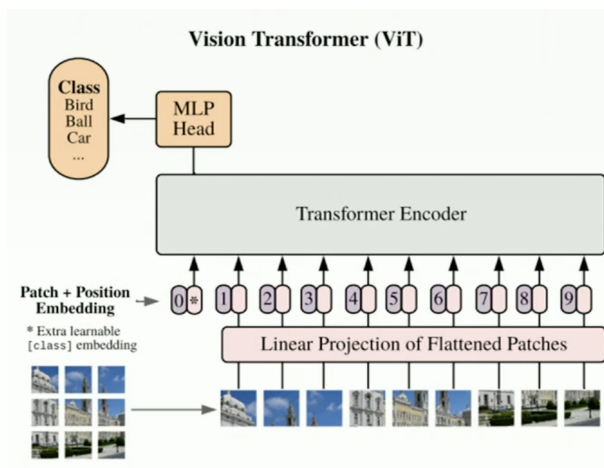 Vision Transformer (ViT)
Class
Bird
Ball
Car
...
MLP
Head
Transformer Encoder
Patch + Position
Embedding
0 * 1 2 3 4 5 6 7 8 9
* Extra learnable
[class] embedding
Linear Projection of Flattened Patches